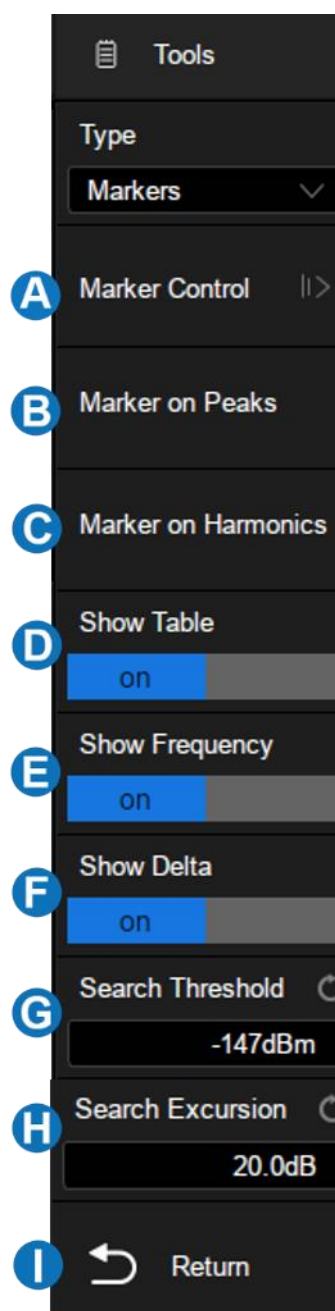 Tools
Type
Markers
A Marker Control
B Marker on Peaks
C Marker on Harmonics
Show Table
D
on
Show Frequency
E
on
Show Delta
F
on
Search Threshold
G
-147dBm
Search Excursion
H
20.0dB
I Return